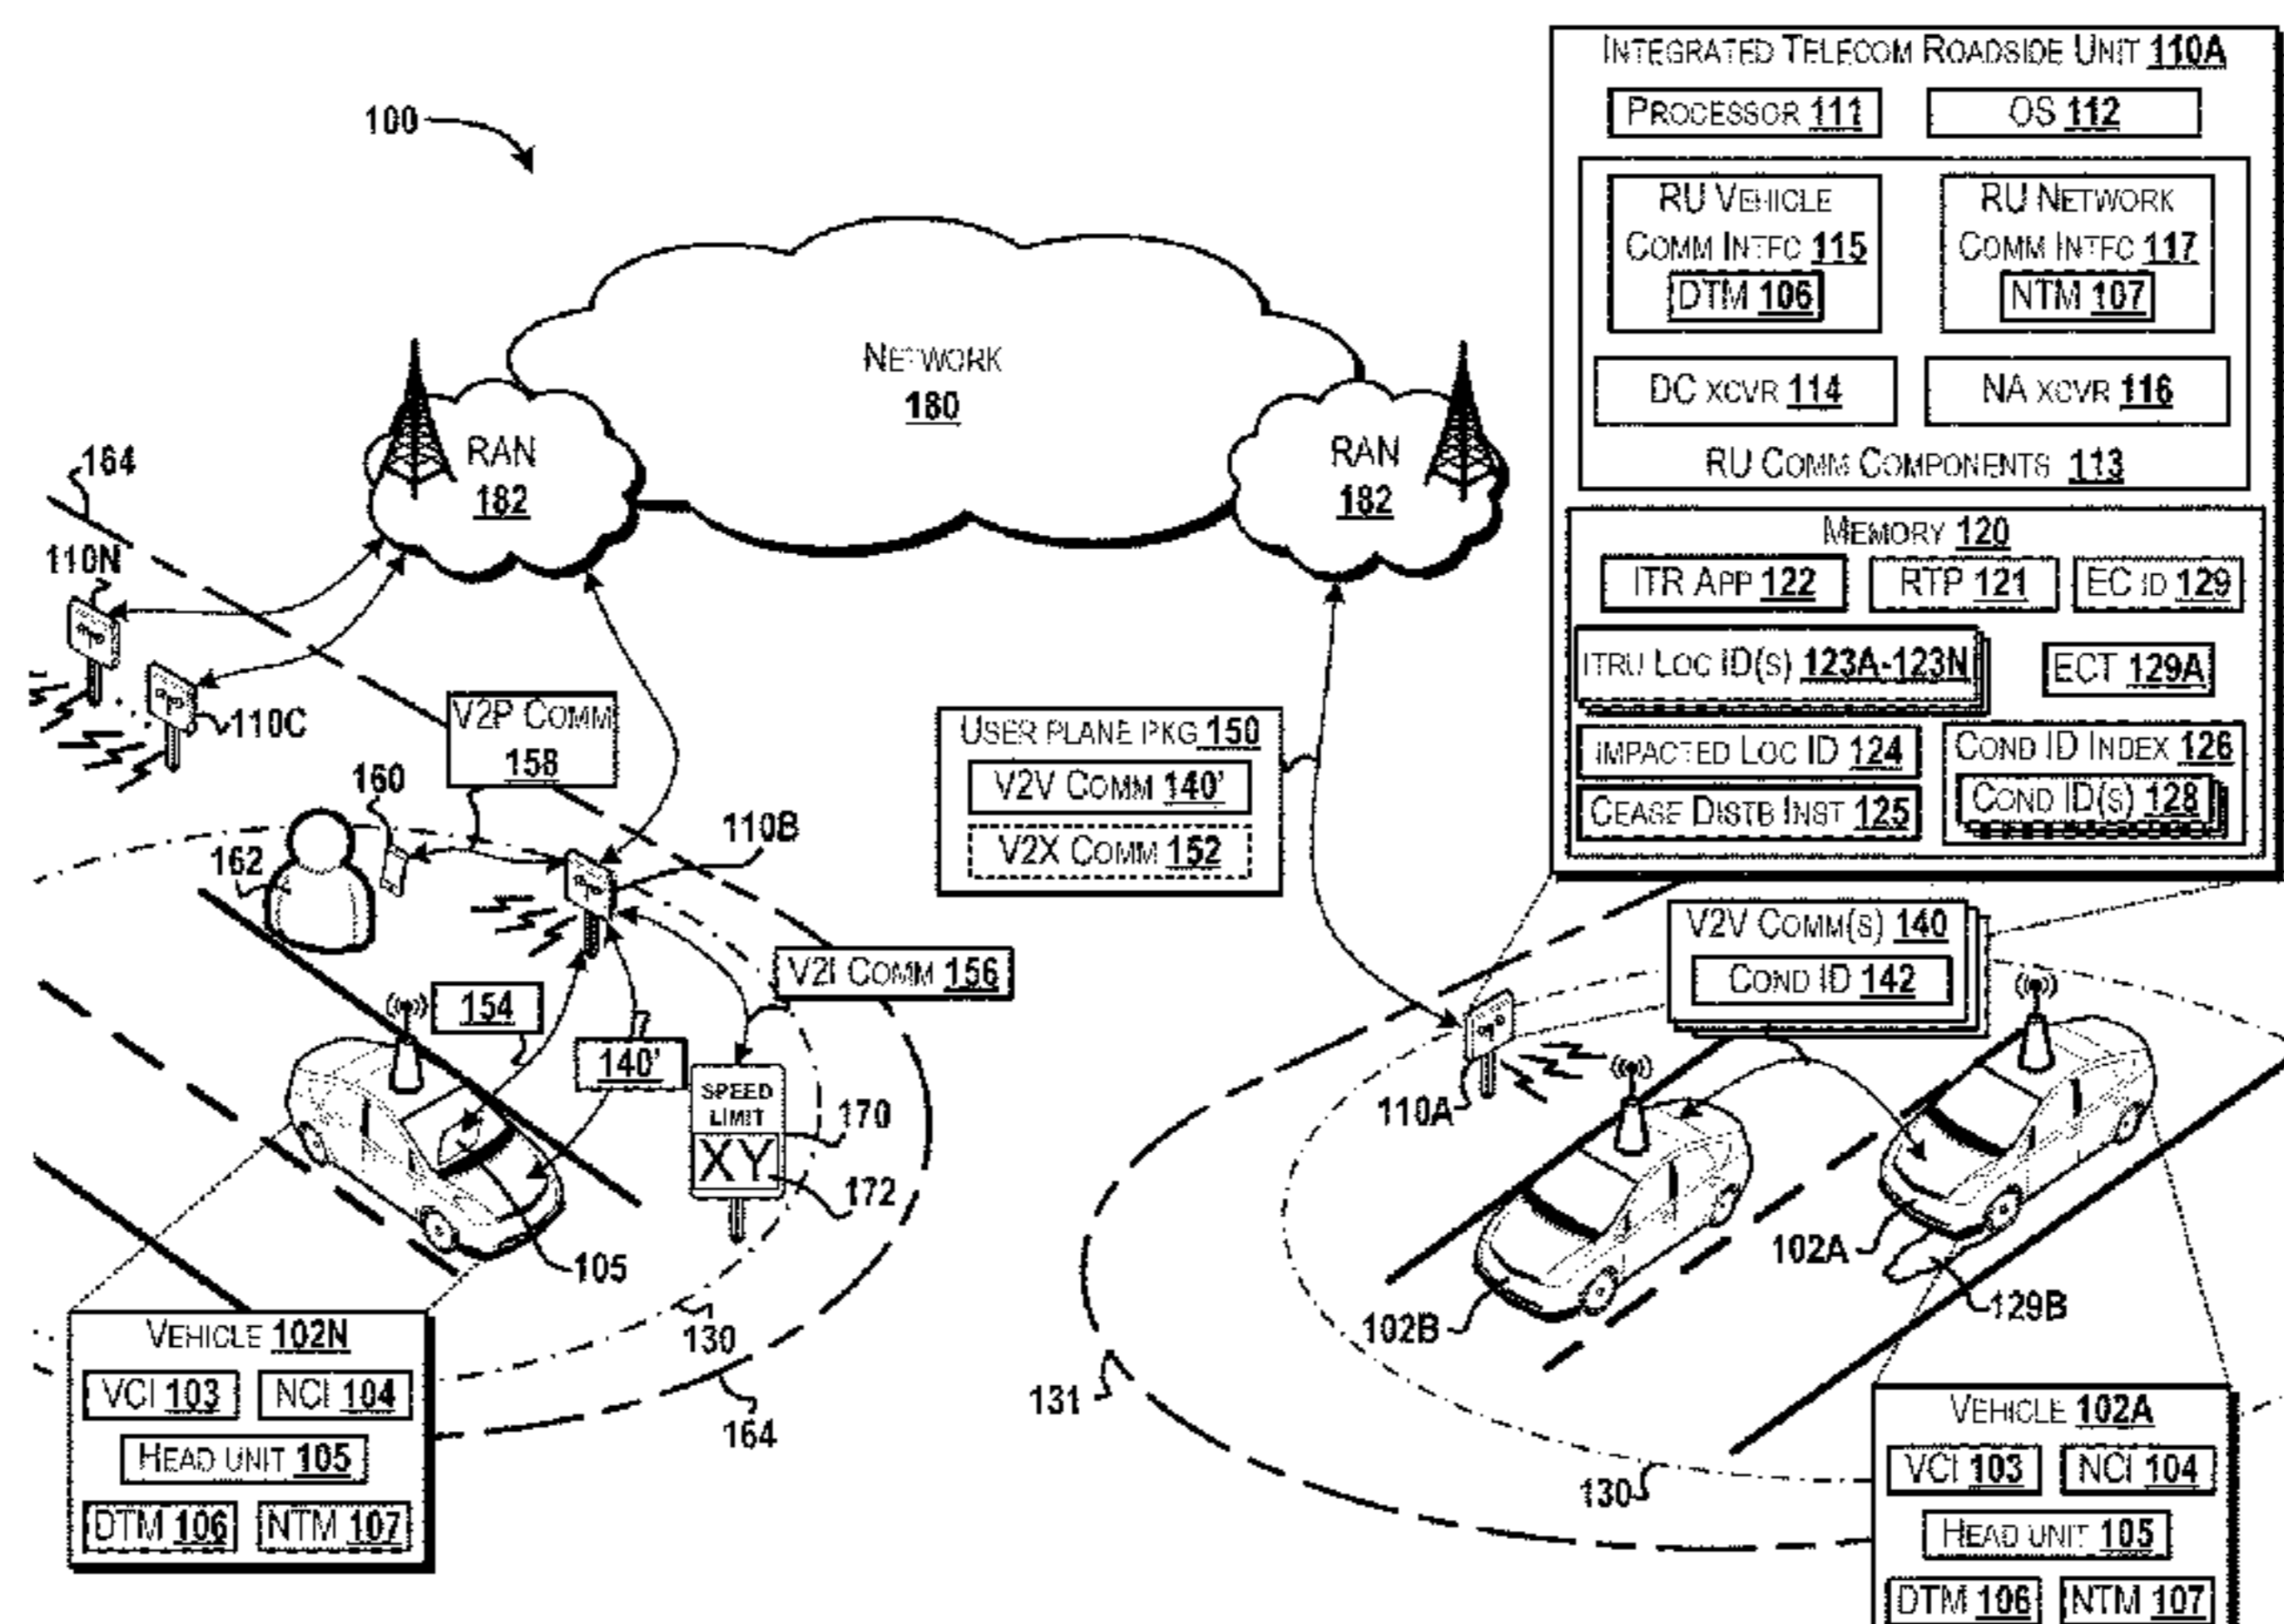 100
NETWORK
180
RAN
182
RAN
182
164
110N
110C
V2P COMM
158
160
162
110B
USER PLANE PKG 150
V2V COMM 140'
V2X COMM 152
V2I COMM 156
154
140'
SPEED
LIMIT
XY
170
172
105
130
164
VEHICLE 102N
VCI 103
NCI 104
HEAD UNIT 105
DTM 106
NTM 107
INTEGRATED TELECOM ROADSIDE UNIT 110A
PROCESSOR 111
OS 112
RU VEHICLE
COMM INTFC 115
DTM 106
RU NETWORK
COMM INTFC 117
NTM 107
DC XCVR 114
NA XCVR 116
RU COMM COMPONENTS 113
MEMORY 120
ITR APP 122
RTP 121
EC ID 129
ITRU LOC ID(S) 123A-123N
ECT 129A
IMPACTED LOC ID 124
COND ID INDEX 126
COND ID(S) 128
CEASE DISTB INST 125
V2V COMM(S) 140
COND ID 142
110A
102A
102B
129B
131
130
VEHICLE 102A
VCI 103
NCI 104
HEAD UNIT 105
DTM 106
NTM 107